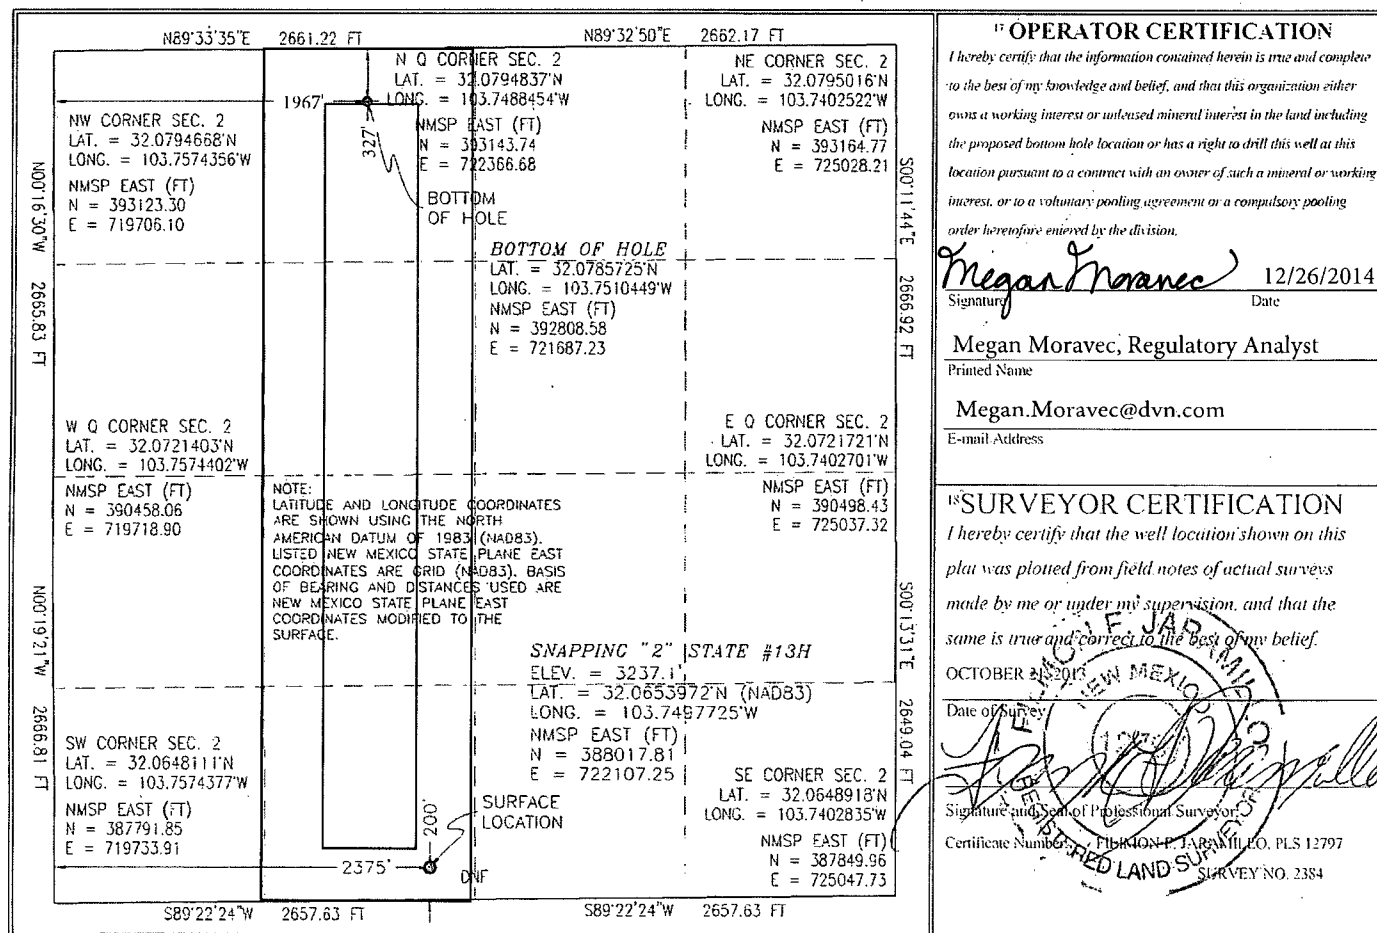 N89°33'35"E 2661.22 FT
N89°32'50"E 2662.17 FT
N Q CORNER SEC. 2
LAT. = 32.0794837'N
LONG. = 103.7488454'W
NMSP EAST (FT)
N = 393143.74
E = 722366.68
NE CORNER SEC. 2
LAT. = 32.0795016'N
LONG. = 103.7402522'W
NMSP EAST (FT)
N = 393164.77
E = 725028.21
1967'
327'
NW CORNER SEC. 2
LAT. = 32.0794668'N
LONG. = 103.7574356'W
NMSP EAST (FT)
N = 393123.30
E = 719706.10
BOTTOM
OF HOLE
N00°16'30"W 2665.83 FT
S00°11'44"E 2666.92 FT
BOTTOM OF HOLE
LAT. = 32.0785725'N
LONG. = 103.7510449'W
NMSP EAST (FT)
N = 392808.58
E = 721687.23
W Q CORNER SEC. 2
LAT. = 32.0721403'N
LONG. = 103.7574402'W
NMSP EAST (FT)
N = 390458.06
E = 719718.90
E Q CORNER SEC. 2
LAT. = 32.0721721'N
LONG. = 103.7402701'W
NMSP EAST (FT)
N = 390498.43
E = 725037.32
NOTE:
LATITUDE AND LONGITUDE COORDINATES
ARE SHOWN USING THE NORTH
AMERICAN DATUM OF 1983 (NAD83).
LISTED NEW MEXICO STATE PLANE EAST
COORDINATES ARE GRID (NAD83). BASIS
OF BEARING AND DISTANCES USED ARE
NEW MEXICO STATE PLANE EAST
COORDINATES MODIFIED TO THE
SURFACE.
N00°19'21"W 2666.81 FT
S00°13'31"E 2649.04 FT
SNAPPING "2" STATE #13H
ELEV. = 3237.1'
LAT. = 32.0653972'N (NAD83)
LONG. = 103.7497725'W
NMSP EAST (FT)
N = 388017.81
E = 722107.25
SW CORNER SEC. 2
LAT. = 32.0648111'N
LONG. = 103.7574377'W
NMSP EAST (FT)
N = 387791.85
E = 719733.91
SE CORNER SEC. 2
LAT. = 32.0648918'N
LONG. = 103.7402835'W
NMSP EAST (FT)
N = 387849.96
E = 725047.73
SURFACE
LOCATION
200'
2375'
DNF
S89°22'24"W 2657.63 FT
S89°22'24"W 2657.63 FT
17 OPERATOR CERTIFICATION
I hereby certify that the information contained herein is true and complete
to the best of my knowledge and belief, and that this organization either
owns a working interest or unleased mineral interest in the land including
the proposed bottom hole location or has a right to drill this well at this
location pursuant to a contract with an owner of such a mineral or working
interest, or to a voluntary pooling agreement or a compulsory pooling
order heretofore entered by the division.
Megan Moravec 12/26/2014
Signature Date
Megan Moravec, Regulatory Analyst
Printed Name
Megan.Moravec@dvn.com
E-mail Address
18 SURVEYOR CERTIFICATION
I hereby certify that the well location shown on this
plat was plotted from field notes of actual surveys
made by me or under my supervision, and that the
same is true and correct to the best of my belief.
OCTOBER 2013
Date of Survey
Signature and Seal of Professional Surveyor
Certificate Number: FILIMON F. JARAMILLO, PLS 12797
SURVEY NO. 2384
FILIMON F. JARAMILLO
NEW MEXICO
12797
REGISTERED LAND SURVEYOR